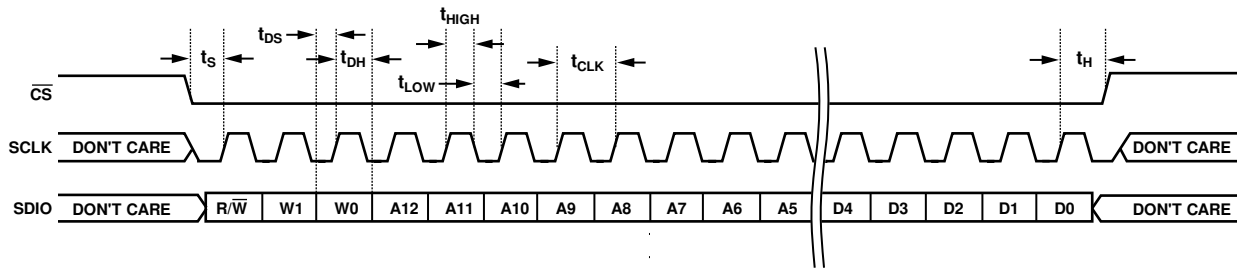 tHIGH
tDS
tS
tDH
tCLK
tH
tLOW
CS
SCLK DON'T CARE DON'T CARE
SDIO DON'T CARE R/W W1 W0 A12 A11 A10 A9 A8 A7 A6 A5 D4 D3 D2 D1 D0 DON'T CARE